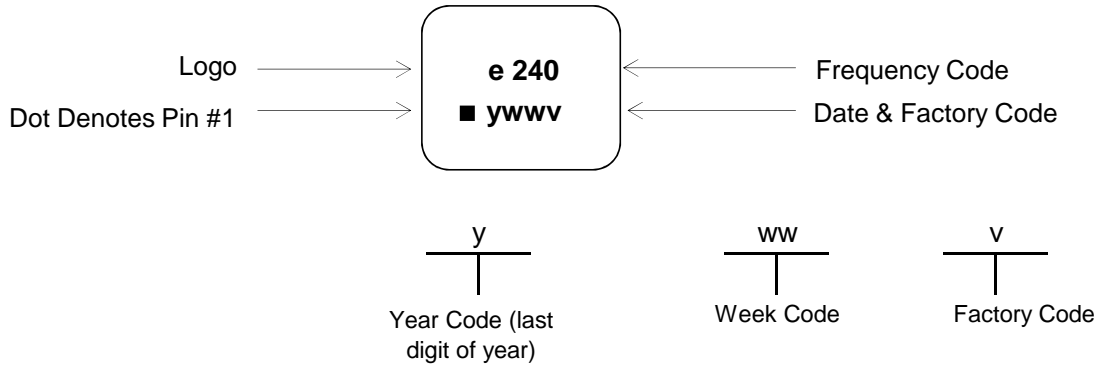 Logo
e 240
Frequency Code
Dot Denotes Pin #1
■ ywwv
Date & Factory Code
y
ww
v
Year Code (last
digit of year)
Week Code
Factory Code